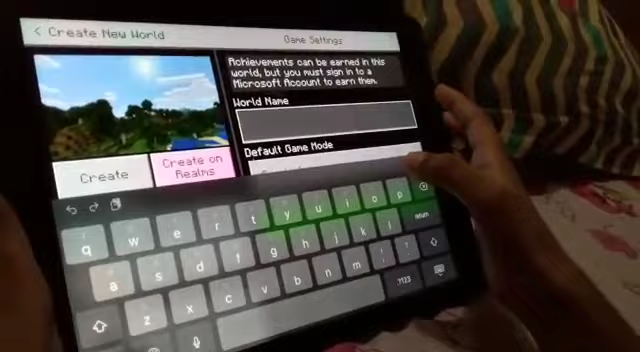 < Create New World
Game Settings
Achievements can be earned in this
world, but you must sign in to a
Microsoft Account to earn them.
World Name
Default Game Mode
Create
Create on
Realms
q w e r t y u i o p
a s d f g h j k l return
z x c v b n m ! ?
.?123